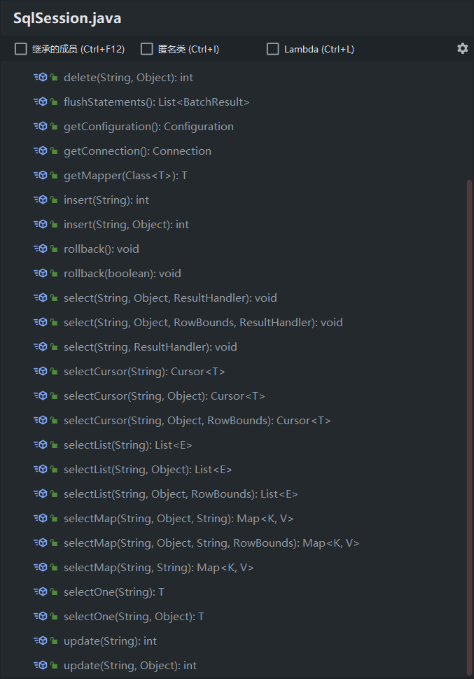 SqlSession.java
继承的成员 (Ctrl+F12) 匿名类 (Ctrl+I) Lambda (Ctrl+L)
delete(String, Object): int
flushStatements(): List<BatchResult>
getConfiguration(): Configuration
getConnection(): Connection
getMapper(Class<T>): T
insert(String): int
insert(String, Object): int
rollback(): void
rollback(boolean): void
select(String, Object, ResultHandler): void
select(String, Object, RowBounds, ResultHandler): void
select(String, ResultHandler): void
selectCursor(String): Cursor<T>
selectCursor(String, Object): Cursor<T>
selectCursor(String, Object, RowBounds): Cursor<T>
selectList(String): List<E>
selectList(String, Object): List<E>
selectList(String, Object, RowBounds): List<E>
selectMap(String, Object, String): Map<K, V>
selectMap(String, Object, String, RowBounds): Map<K, V>
selectMap(String, String): Map<K, V>
selectOne(String): T
selectOne(String, Object): T
update(String): int
update(String, Object): int